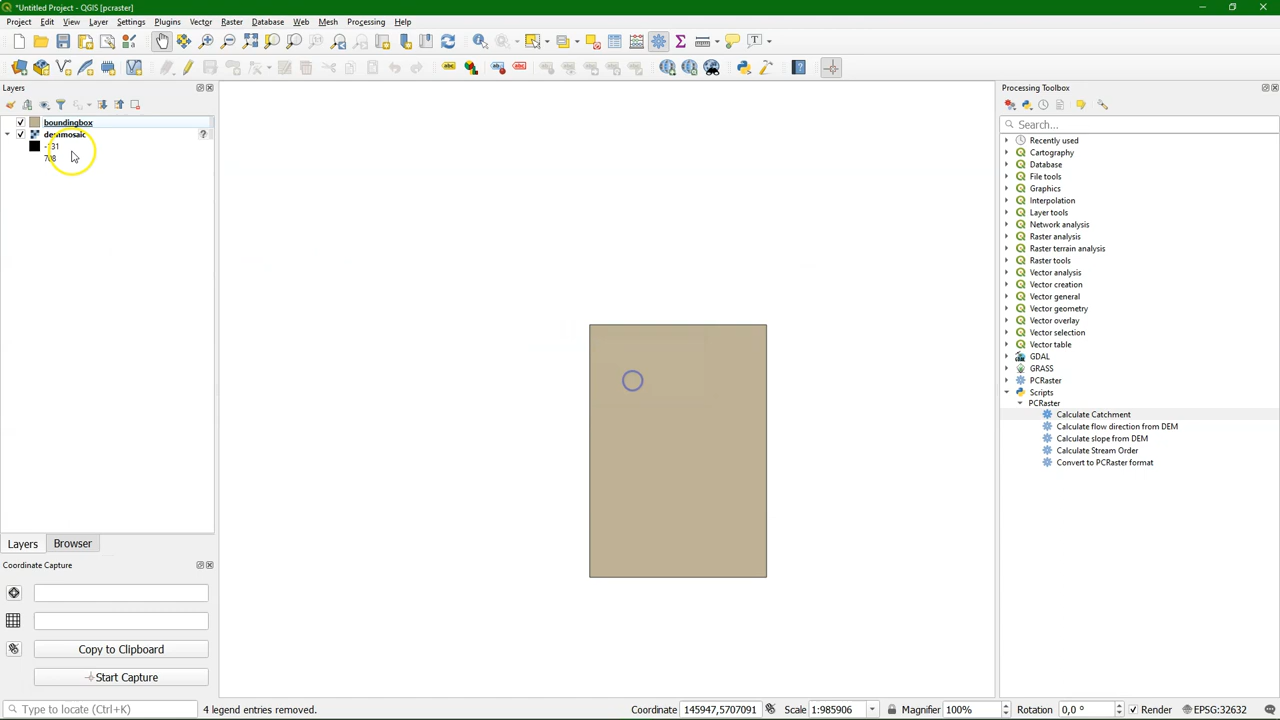 *Untitled Project - QGIS [pcraster]
Project Edit View Layer Settings Plugins Vector Raster Database Web Mesh Processing Help
Layers
boundingbox
708
Layers Browser
Coordinate Capture
Copy to Clipboard
Start Capture
Processing Toolbox
Search...
Recently used
Cartography
Database
File tools
Graphics
Interpolation
Layer tools
Network analysis
Raster analysis
Raster terrain analysis
Raster tools
Vector analysis
Vector creation
Vector general
Vector geometry
Vector overlay
Vector selection
Vector table
GDAL
GRASS
PCRaster
Scripts
PCRaster
Calculate Catchment
Calculate flow direction from DEM
Calculate slope from DEM
Calculate Stream Order
Convert to PCRaster format
Type to locate (Ctrl+K) 4 legend entries removed. Coordinate 145947,5707091 Scale 1:985906 Magnifier 100% Rotation 0,0 ° Render EPSG:32632